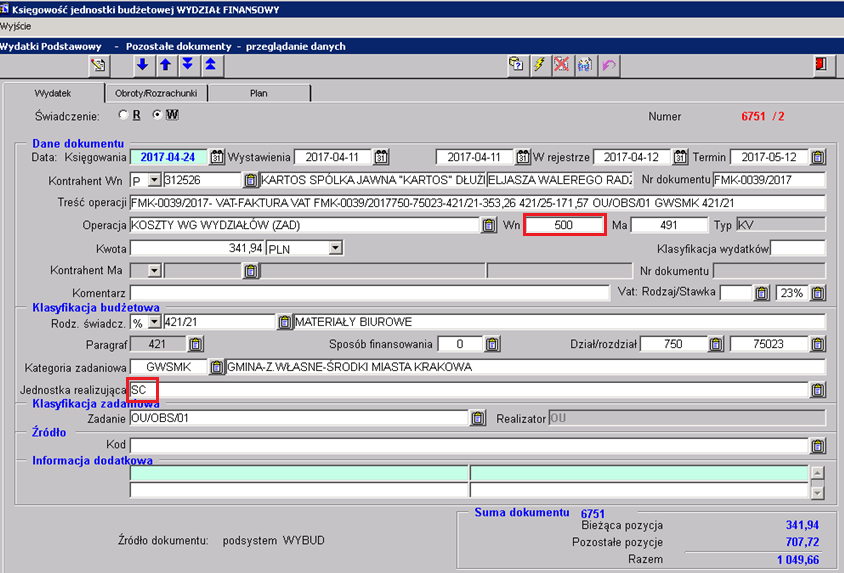 Księgowość jednostki budżetowej WYDZIAŁ FINANSOWY
Wyjście
Wydatki Podstawowy - Pozostałe dokumenty - przeglądanie danych
Wydatek Obroty/Rozrachunki Plan
Świadczenie: R W Numer 6751 / 2
Dane dokumentu
Data: Księgowania 2017-04-24 31 Wystawienia 2017-04-11 31 2017-04-11 31 W rejestrze 2017-04-12 31 Termin 2017-05-12
Kontrahent Wn P 312526 KARTOS SPÓLKA JAWNA "KARTOS" DŁUŻ ELJASZA WALEREGO RADZ Nr dokumentu FMK-0039/2017
Treść operacji FMK-0039/2017- VAT-FAKTURA VAT FMK-0039/2017750-75023-421/21-353,26 421/25-171,57 OU/OBS/01 GWSMK 421/21
Operacja KOSZTY WG WYDZIAŁÓW (ZAD) Wn 500 Ma 491 Typ KV
Kwota 341,94 PLN Klasyfikacja wydatków
Kontrahent Ma Nr dokumentu
Komentarz Vat: Rodzaj/Stawka 23%
Klasyfikacja budżetowa
Rodz. świadcz. % 421/21 MATERIAŁY BIUROWE
Paragraf 421 Sposób finansowania 0 Dział/rozdział 750 75023
Kategoria zadaniowa GWSMK GMINA-Z.WŁASNE-ŚRODKI MIASTA KRAKOWA
Jednostka realizująca SC
Klasyfikacja zadaniowa
Zadanie OU/OBS/01 Realizator OU
Źródło
Kod
Informacja dodatkowa
Suma dokumentu 6751
Bieżąca pozycja 341,94
Źródło dokumentu: podsystem WYBUD Pozostałe pozycje 707,72
Razem 1 049,66